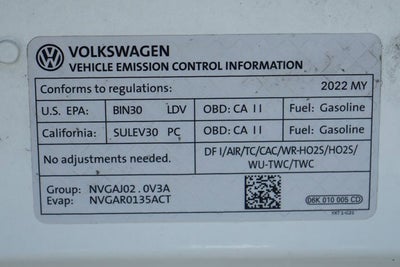 VOLKSWAGEN
VEHICLE EMISSION CONTROL INFORMATION
Conforms to regulations: 2022 MY
U.S. EPA: BIN30 LDV OBD: CA II Fuel: Gasoline
California: SULEV30 PC OBD: CA II Fuel: Gasoline
No adjustments needed. DFI/AIR/TC/CAC/WR-HO2S/HO2S/
WU-TWC/TWC
Group: NVGAJ02.0V3A
Evap: NVGAR0135ACT
06K 010 005 CD